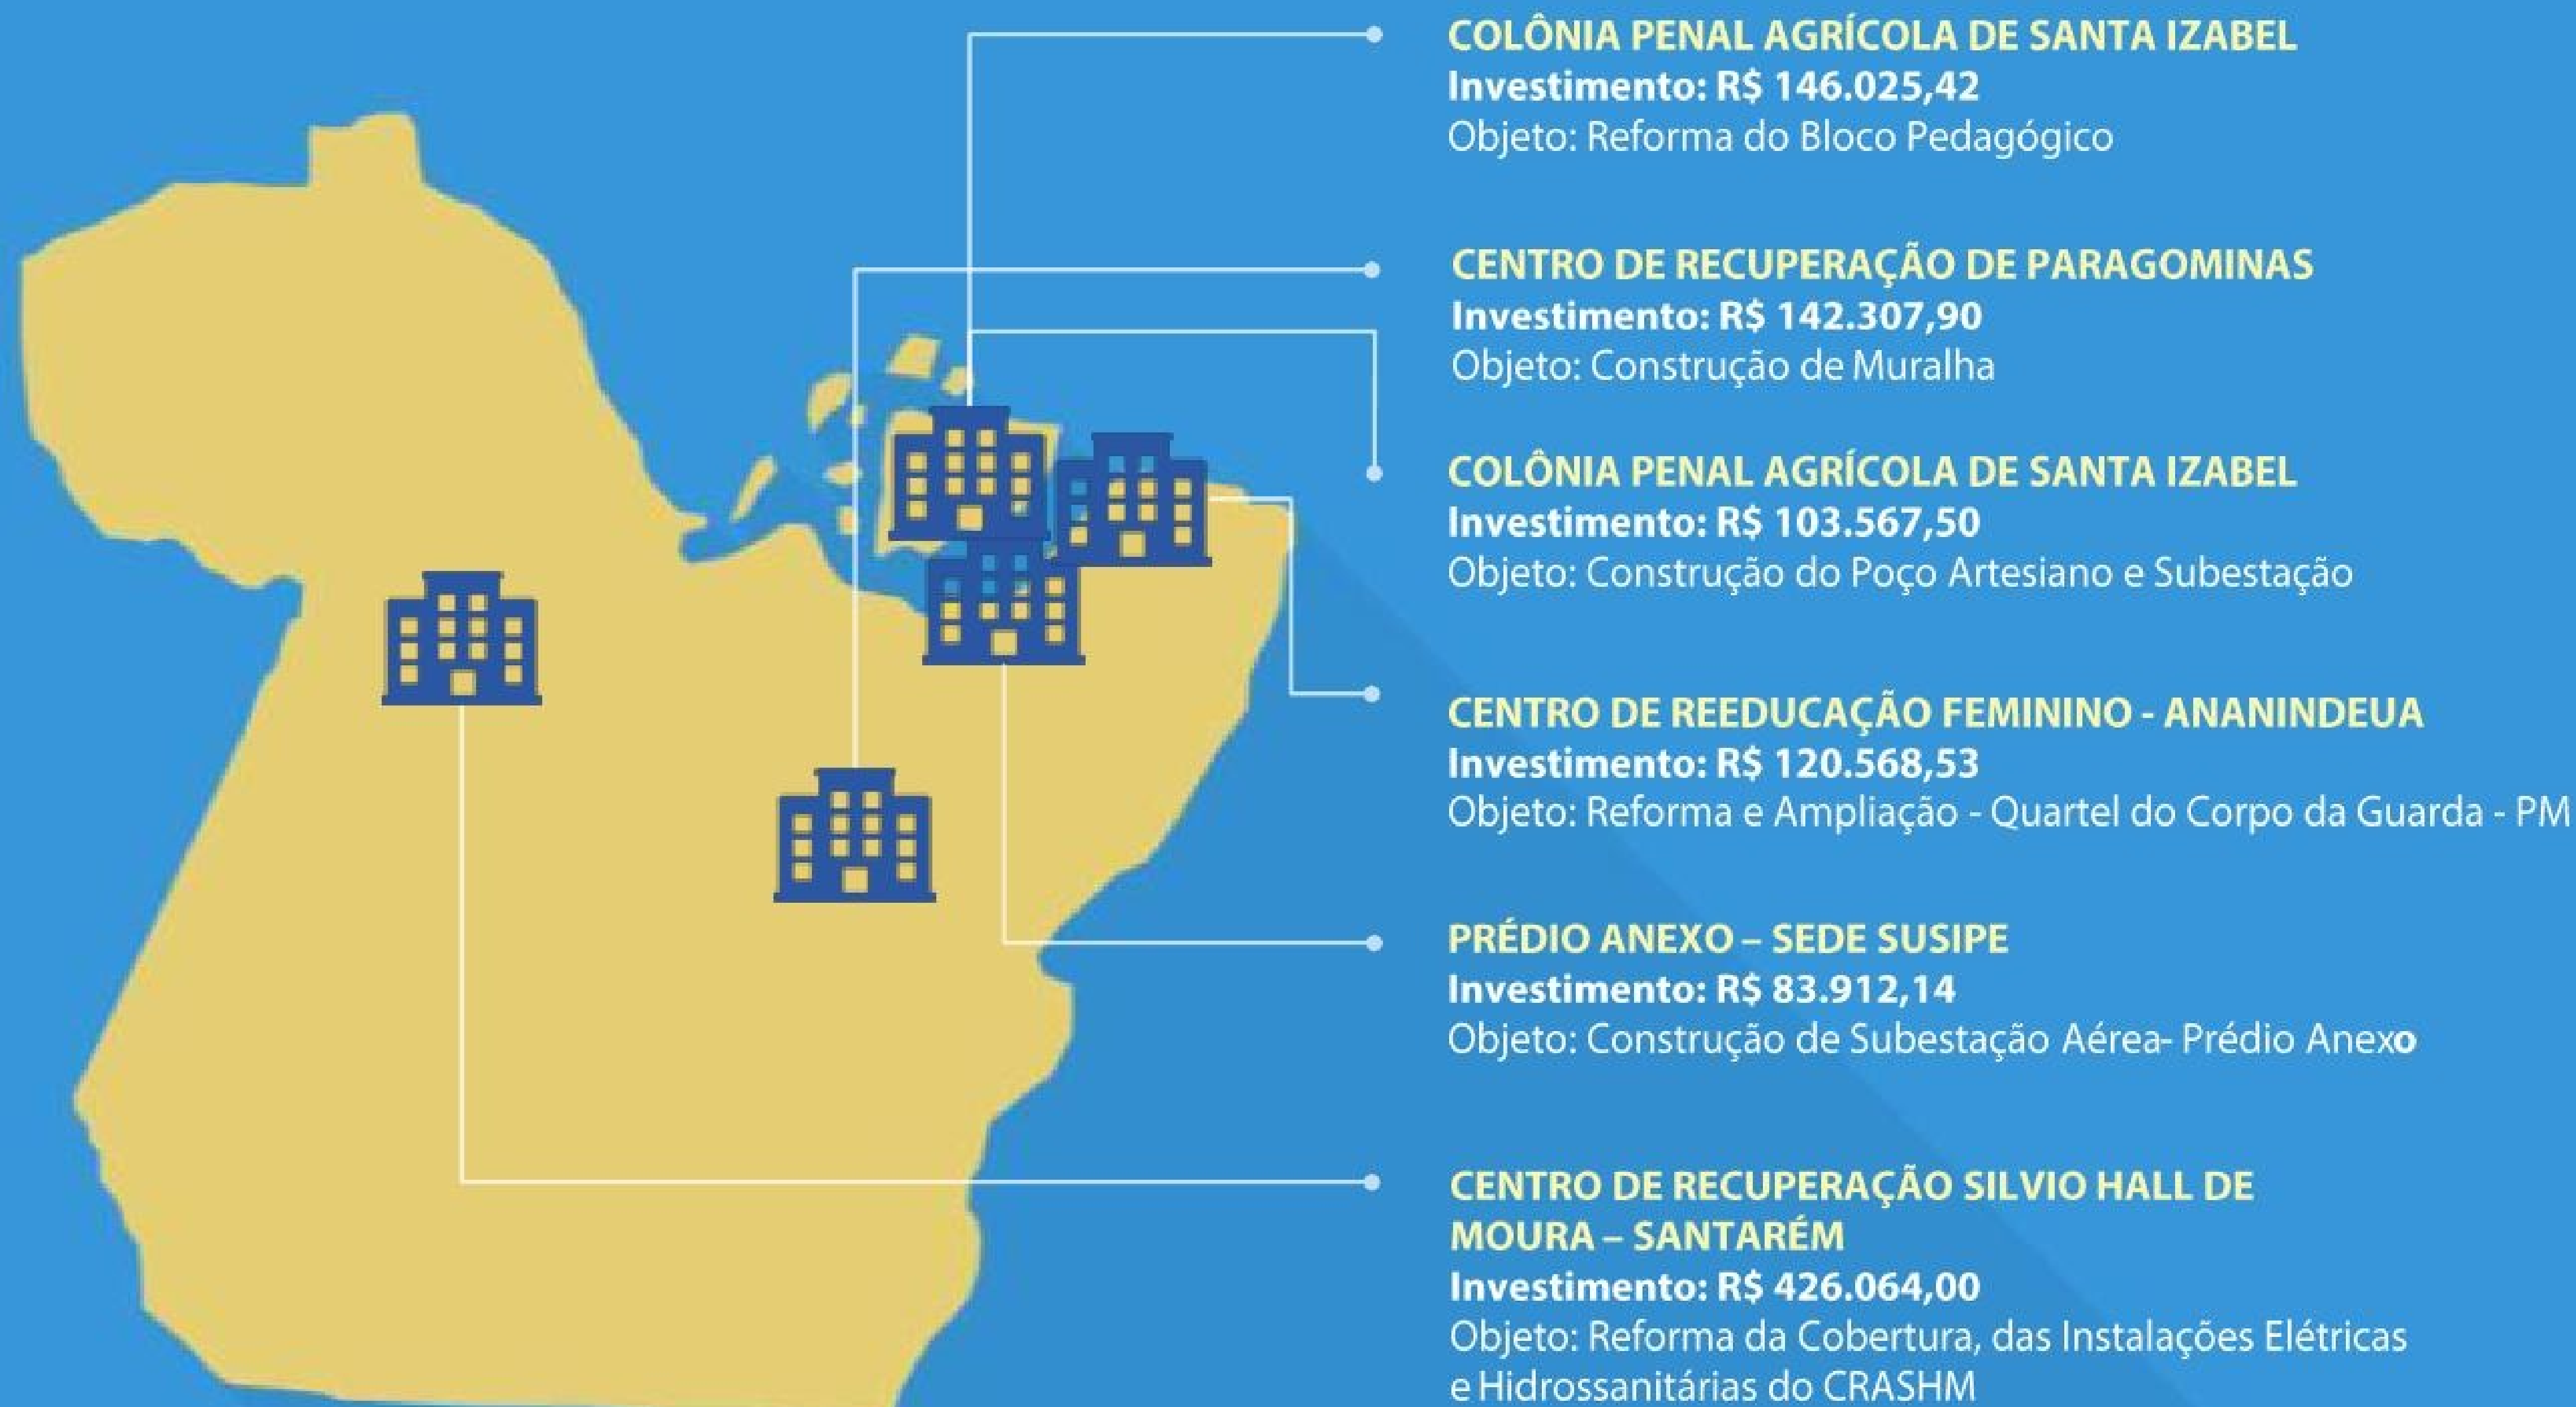 COLÔNIA PENAL AGRÍCOLA DE SANTA IZABEL
Investimento: R$ 146.025,42
Objeto: Reforma do Bloco Pedagógico
CENTRO DE RECUPERAÇÃO DE PARAGOMINAS
Investimento: R$ 142.307,90
Objeto: Construção de Muralha
COLÔNIA PENAL AGRÍCOLA DE SANTA IZABEL
Investimento: R$ 103.567,50
Objeto: Construção do Poço Artesiano e Subestação
CENTRO DE REEDUCAÇÃO FEMININO - ANANINDEUA
Investimento: R$ 120.568,53
Objeto: Reforma e Ampliação - Quartel do Corpo da Guarda - PM
PRÉDIO ANEXO – SEDE SUSIPE
Investimento: R$ 83.912,14
Objeto: Construção de Subestação Aérea- Prédio Anexo
CENTRO DE RECUPERAÇÃO SILVIO HALL DE
MOURA – SANTARÉM
Investimento: R$ 426.064,00
Objeto: Reforma da Cobertura, das Instalações Elétricas
e Hidrossanitárias do CRASHM